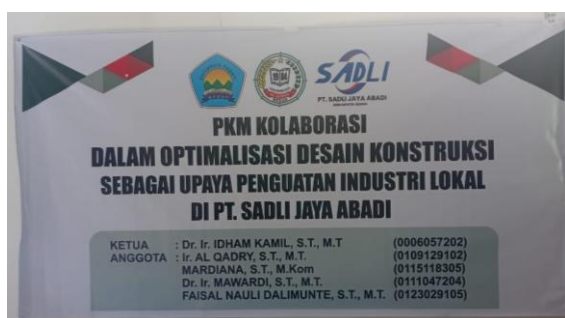 SADLI
PT. SADLI JAYA ABADI
PKM KOLABORASI
DALAM OPTIMALISASI DESAIN KONSTRUKSI
SEBAGAI UPAYA PENGUATAN INDUSTRI LOKAL
DI PT. SADLI JAYA ABADI
KETUA : Dr. Ir. IDHAM KAMIL, S.T., M.T (0006057202)
ANGGOTA : Ir. AL QADRY, S.T., M.T. (0109129102)
MARDIANA, S.T., M.Kom (0115118305)
Dr. Ir. MAWARDI, S.T., M.T. (0111047204)
FAISAL NAULI DALIMUNTE, S.T., M.T. (0123029105)